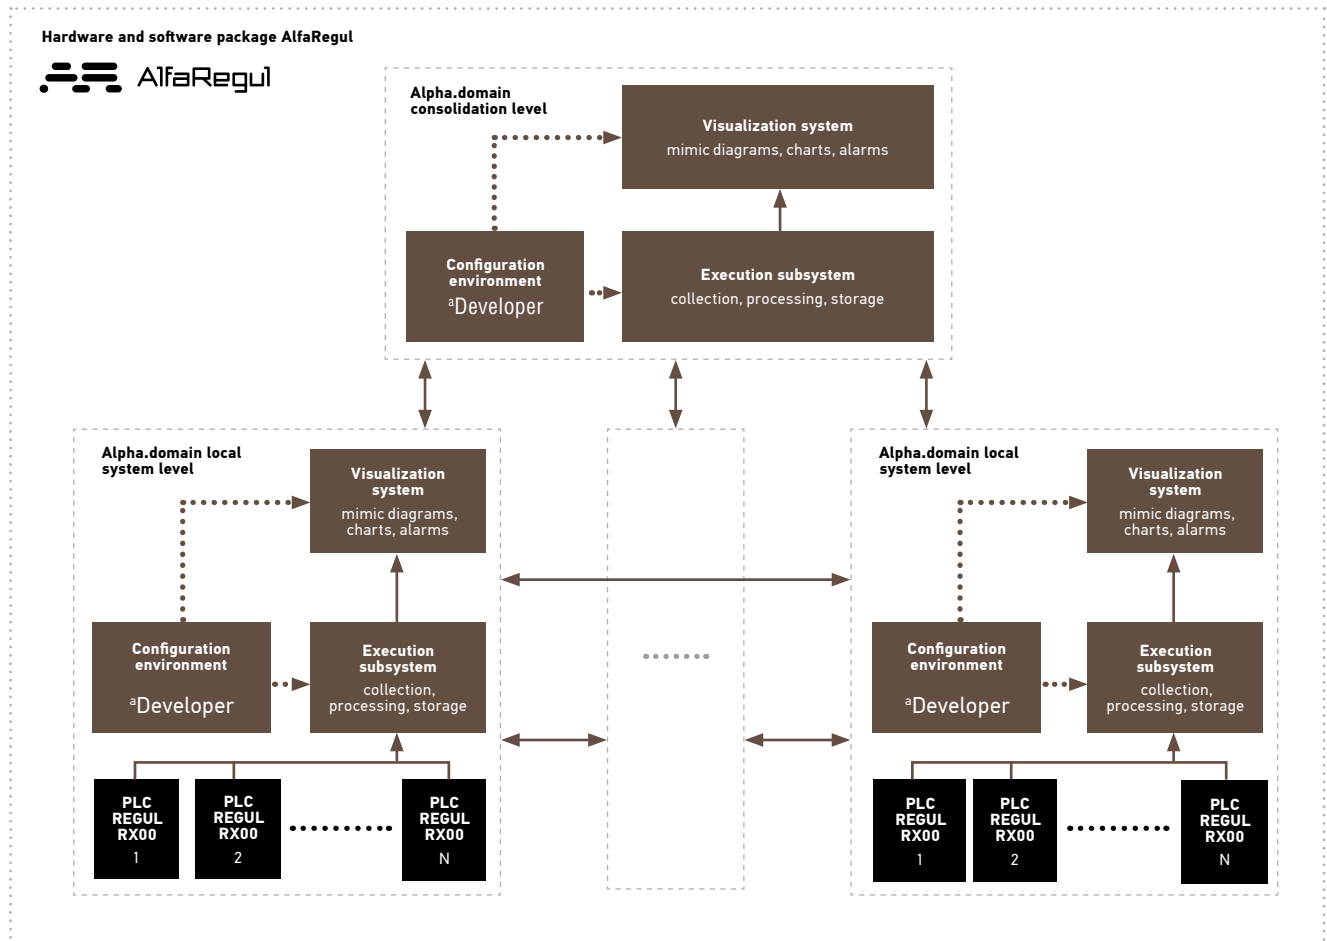 Hardware and software package AlfaRegul
AlfaRegul
Alpha.domain
consolidation level
Visualization system
mimic diagrams, charts, alarms
Configuration
environment
ᵃDeveloper
Execution subsystem
collection, processing, storage
Alpha.domain local
system level
Visualization
system
mimic diagrams,
charts, alarms
Configuration
environment
ᵃDeveloper
Execution
subsystem
collection,
processing, storage
PLC
REGUL
RX00
1
PLC
REGUL
RX00
2
PLC
REGUL
RX00
N
Alpha.domain local
system level
Visualization
system
mimic diagrams,
charts, alarms
Configuration
environment
ᵃDeveloper
Execution
subsystem
collection,
processing, storage
PLC
REGUL
RX00
1
PLC
REGUL
RX00
2
PLC
REGUL
RX00
N